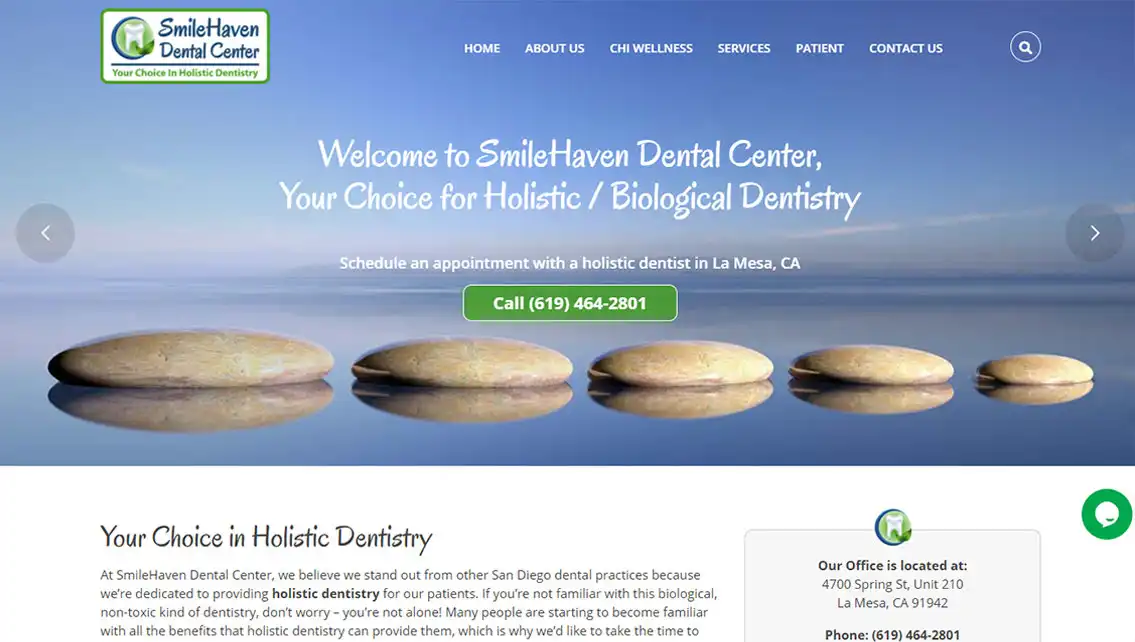 SmileHaven
Dental Center
Your Choice In Holistic Dentistry
HOME ABOUT US CHI WELLNESS SERVICES PATIENT CONTACT US
Welcome to SmileHaven Dental Center,
Your Choice for Holistic / Biological Dentistry
Schedule an appointment with a holistic dentist in La Mesa, CA
Call (619) 464-2801
Your Choice in Holistic Dentistry
At SmileHaven Dental Center, we believe we stand out from other San Diego dental practices because
we're dedicated to providing holistic dentistry for our patients. If you're not familiar with this biological,
non-toxic kind of dentistry, don't worry – you're not alone! Many people are starting to become familiar
with all the benefits that holistic dentistry can provide them, which is why we'd like to take the time to
Our Office is located at:
4700 Spring St, Unit 210
La Mesa, CA 91942
Phone: (619) 464-2801